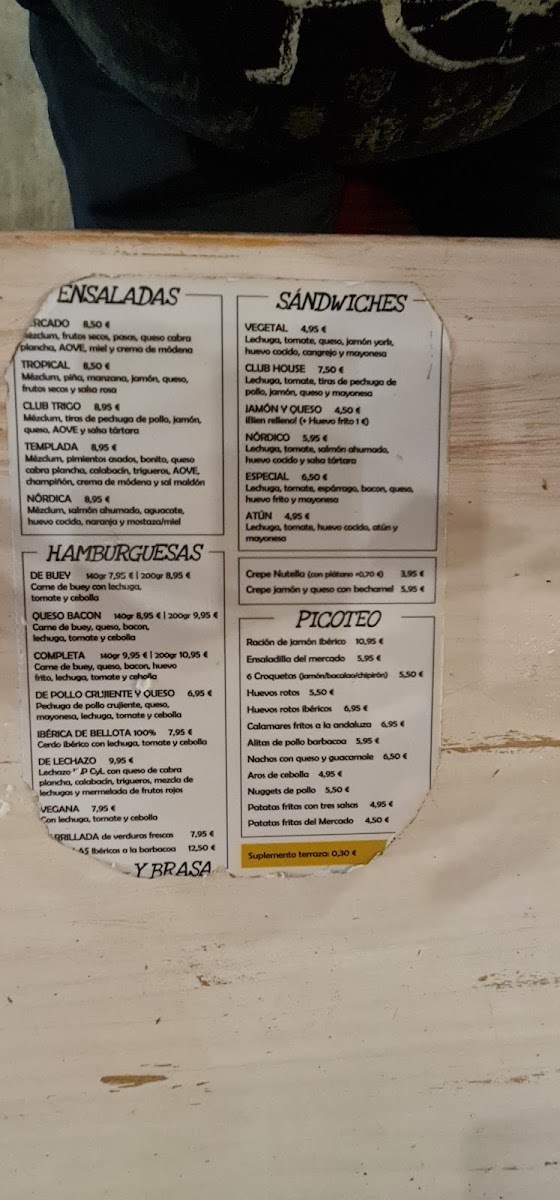 ENSALADAS
RCADO 8,50 €
ézclum, frutos secos, pasas, queso cabra
plancha, AOVE, miel y crema de módena
TROPICAL 8,50 €
Mézclum, piña, manzana, jamón, queso,
frutos secos y salsa rosa
CLUB TRIGO 8,95 €
Mézclum, tiras de pechuga de pollo, jamón,
queso, AOVE y salsa tártara
TEMPLADA 8,95 €
Mézclum, pimientos asados, bonito, queso
cabra plancha, calabacín, trigueros, AOVE,
champiñón, crema de módena y sal maldón
NÓRDICA 8,95 €
Mézclum, salmón ahumado, aguacate,
huevo cocido, naranja y mostaza/miel
HAMBURGUESAS
DE BUEY 140gr 7,95 € | 200gr 8,95 €
Carne de buey con lechuga,
tomate y cebolla
QUESO BACON 140gr 8,95 € | 200gr 9,95 €
Carne de buey, queso, bacon,
lechuga, tomate y cebolla
COMPLETA 140gr 9,95 € | 200gr 10,95 €
Carne de buey, queso, bacon, huevo
frito, lechuga, tomate y cebolla
DE POLLO CRUJIENTE Y QUESO 6,95 €
Pechuga de pollo crujiente, queso,
mayonesa, lechuga, tomate y cebolla
IBÉRICA DE BELLOTA 100% 7,95 €
Cerdo ibérico con lechuga, tomate y cebolla
DE LECHAZO 9,95 €
Lechazo P CyL con queso de cabra
plancha, calabacín, trigueros, mezcla de
lechugas y mermelada de frutos rojos
VEGANA 7,95 €
Con lechuga, tomate y cebolla
RRILLADA de verduras frescas 7,95 €
AS Ibéricas a la barbacoa 12,50 €
Y BRASA
SÁNDWICHES
VEGETAL 4,95 €
Lechuga, tomate, queso, jamón york,
huevo cocido, cangrejo y mayonesa
CLUB HOUSE 7,50 €
Lechuga, tomate, tiras de pechuga de
pollo, jamón, queso y mayonesa
JAMÓN Y QUESO 4,50 €
¡Bien relleno! (+ Huevo frito 1 €)
NÓRDICO 5,95 €
Lechuga, tomate, salmón ahumado,
huevo cocido y salsa tártara
ESPECIAL 6,50 €
Lechuga, tomate, espárrago, bacon, queso,
huevo frito y mayonesa
ATÚN 4,95 €
Lechuga, tomate, huevo cocido, atún y
mayonesa
Crepe Nutella (con plátano +0,70 €) 3,95 €
Crepe jamón y queso con bechamel 5,95 €
PICOTEO
Ración de jamón ibérico 10,95 €
Ensaladilla del mercado 5,95 €
6 Croquetas (jamón/bacalao/chipirón) 5,50 €
Huevos rotos 5,50 €
Huevos rotos ibéricos 6,95 €
Calamares fritos a la andaluza 6,95 €
Alitas de pollo barbacoa 5,95 €
Nachos con queso y guacamole 6,50 €
Aros de cebolla 4,95 €
Nuggets de pollo 5,50 €
Patatas fritas con tres salsas 4,95 €
Patatas fritas del Mercado 4,50 €
Suplemento terraza: 0,30 €